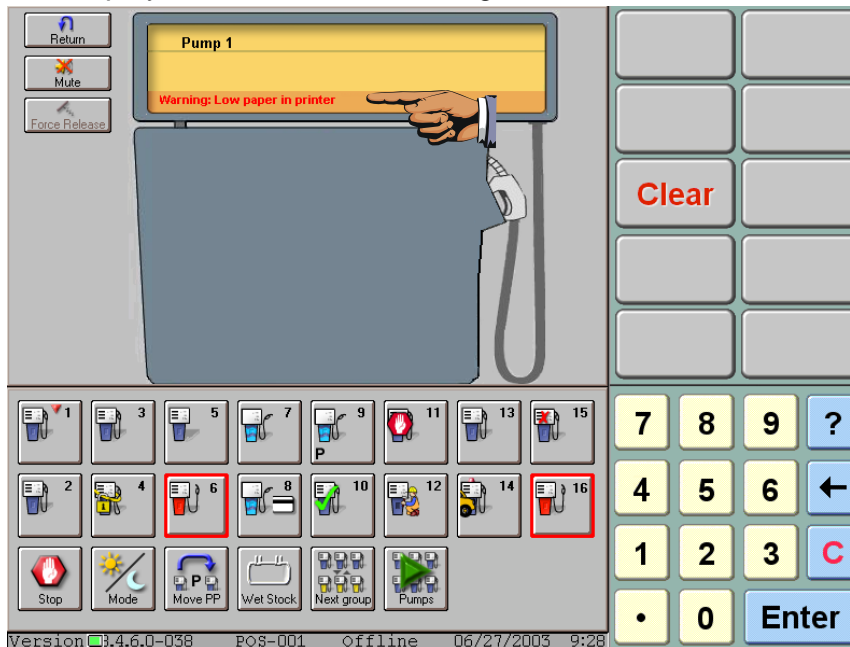 Return
Mute
Force Release
Pump 1
Warning: Low paper in printer
Clear
1 3 5 7 9 11 13 15
P
2 4 6 8 10 12 14 16
P
Stop Mode Move PP Wet Stock Next group Pumps
7 8 9 ?
4 5 6 ←
1 2 3 C
• 0 Enter
Version 3.4.6.0-038 POS-001 Offline 06/27/2003 9:28